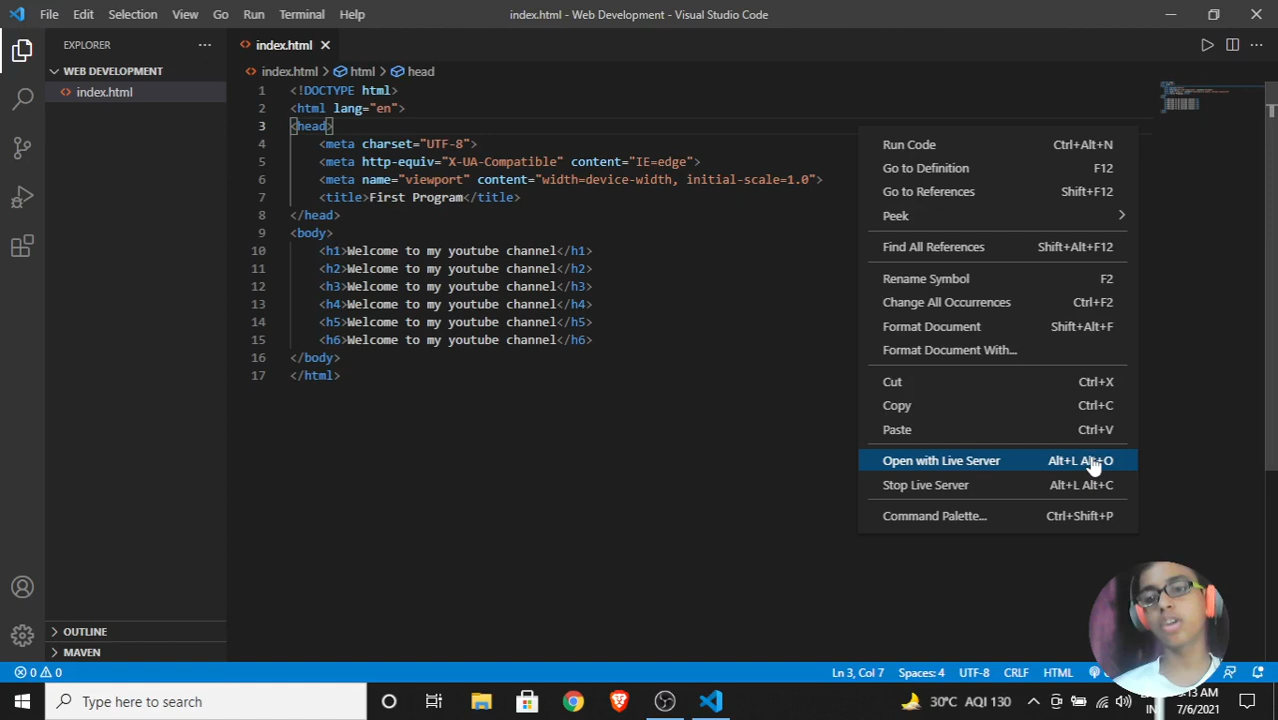 File Edit Selection View Go Run Terminal Help index.html - Web Development - Visual Studio Code
EXPLORER ···
index.html
WEB DEVELOPMENT
index.html
index.html > html > head
1 <!DOCTYPE html>
2 <html lang="en">
3 <head>
4 <meta charset="UTF-8">
5 <meta http-equiv="X-UA-Compatible" content="IE=edge">
6 <meta name="viewport" content="width=device-width, initial-scale=1.0">
7 <title>First Program</title>
8 </head>
9 <body>
10 <h1>Welcome to my youtube channel</h1>
11 <h2>Welcome to my youtube channel</h2>
12 <h3>Welcome to my youtube channel</h3>
13 <h4>Welcome to my youtube channel</h4>
14 <h5>Welcome to my youtube channel</h5>
15 <h6>Welcome to my youtube channel</h6>
16 </body>
17 </html>
Run Code Ctrl+Alt+N
Go to Definition F12
Go to References Shift+F12
Peek
Find All References Shift+Alt+F12
Rename Symbol F2
Change All Occurrences Ctrl+F2
Format Document Shift+Alt+F
Format Document With...
Cut Ctrl+X
Copy Ctrl+C
Paste Ctrl+V
Open with Live Server Alt+L Alt+O
Stop Live Server Alt+L Alt+C
Command Palette... Ctrl+Shift+P
OUTLINE
MAVEN
0 0 Ln 3, Col 7 Spaces: 4 UTF-8 CRLF HTML
Type here to search 30°C AQI 130
AM
7/6/2021